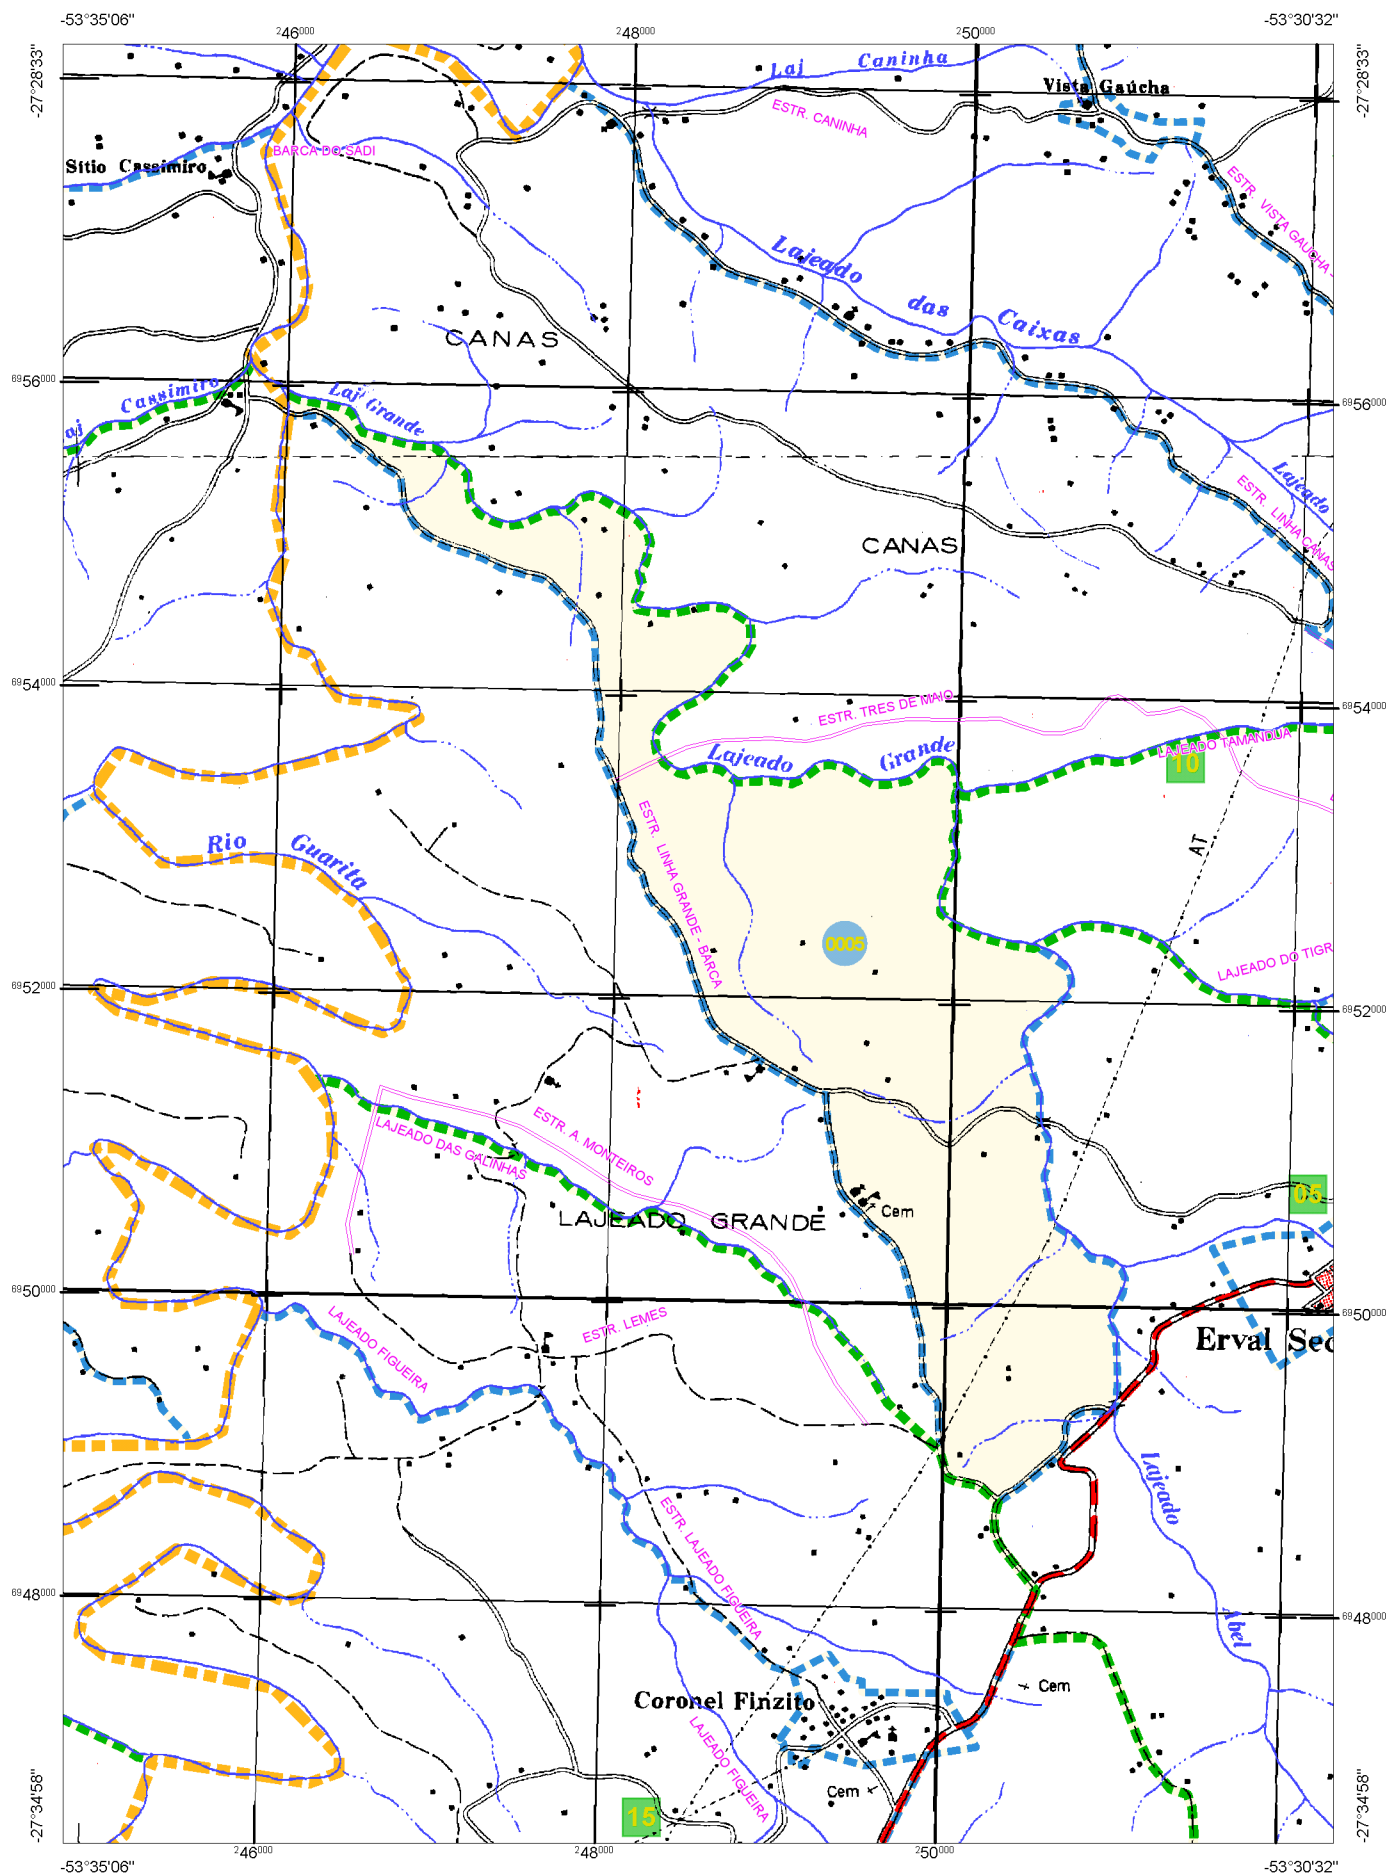 -53°35'06"
-53°30'32"
246000
248000
250000
-27°28'33"
-27°28'33"
Laj Caninha
Vista Gaúcha
ESTR. CANINHA
BARCA DO SADI
Sítio Cassimiro
ESTR. VISTA GAUCHA -
Lajeado das Caixas
CANAS
6956000
6956000
Laj Cassimiro
Laj Grande
Lajeado
ESTR. LINHA CANAS
CANAS
6954000
6954000
ESTR. TRES DE MAIO
LAJEADO TAMANDUA
Lajeado Grande
10
ESTR. LINHA GRANDE - BARCA
AT
Rio Guarita
0005
LAJEADO DO TIGR
6952000
6952000
ESTR. A. MONTEIROS
LAJEADO DAS GALINHAS
05
LAJEADO GRANDE
Cem
6950000
6950000
LAJEADO FIGUEIRA
ESTR. LEMES
Erval Sec
Lajeado Abel
ESTR. LAJEADO FIGUEIRA
6948000
6948000
Cem
Coronel Finzito
LAJEADO FIGUEIRA
Cem
15
-27°34'58"
-27°34'58"
246000
248000
250000
-53°35'06"
-53°30'32"